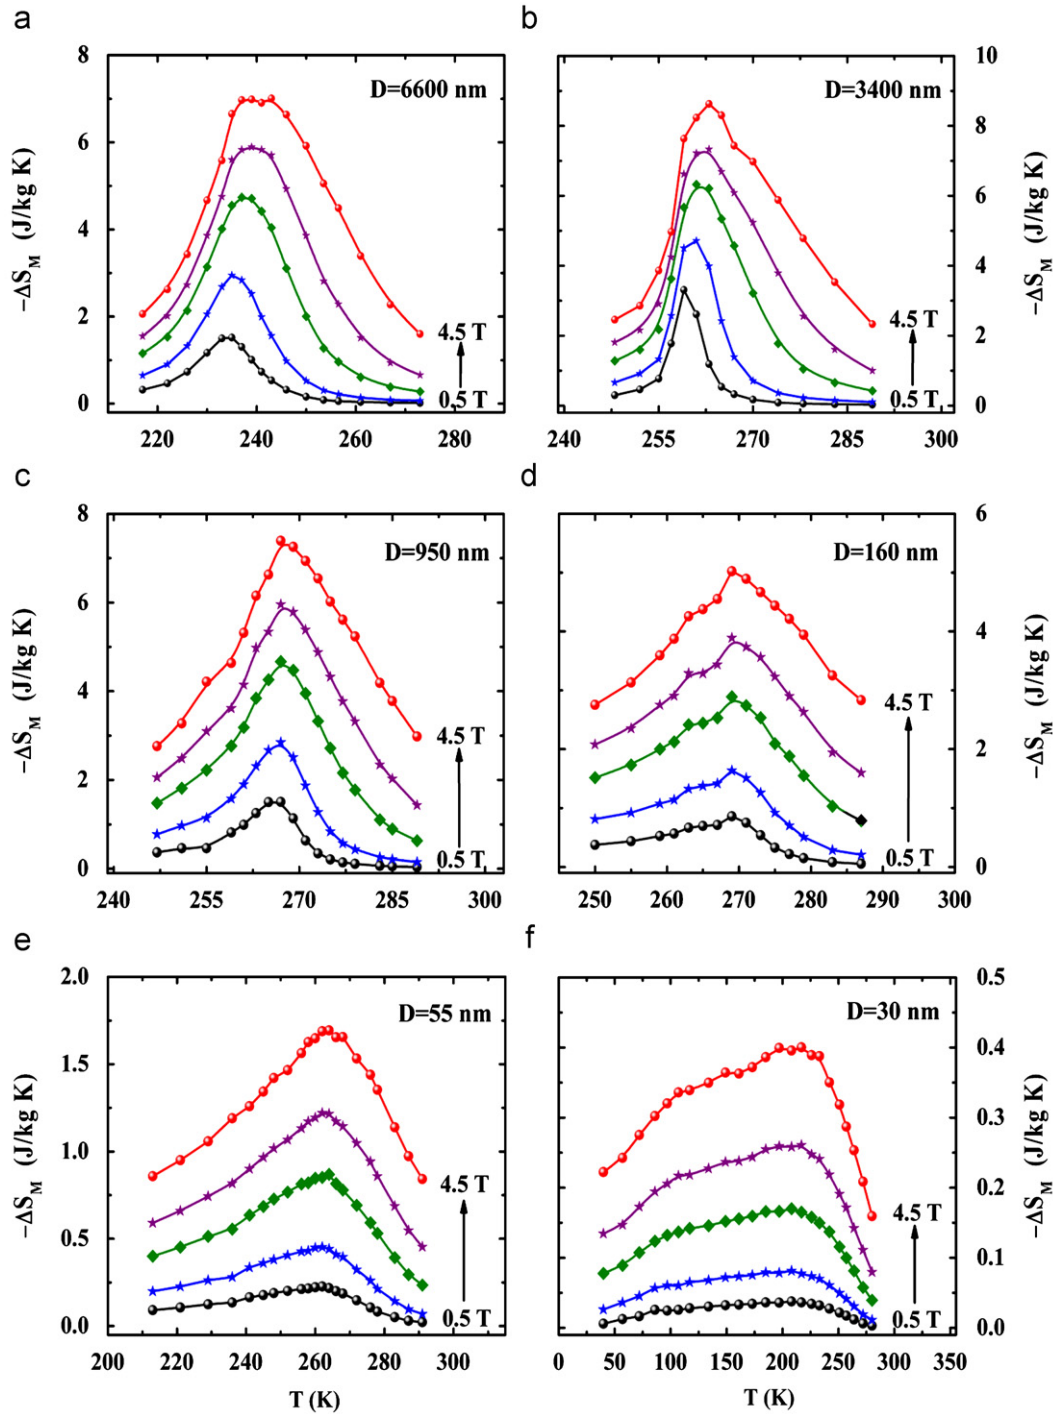 a
8
6
4
2
0
−ΔS_M (J/kg K)
D=6600 nm
4.5 T
0.5 T
220 240 260 280
b
10
8
6
4
2
0
−ΔS_M (J/kg K)
D=3400 nm
4.5 T
0.5 T
240 255 270 285 300
c
8
6
4
2
0
−ΔS_M (J/kg K)
D=950 nm
4.5 T
0.5 T
240 255 270 285 300
d
6
4
2
0
−ΔS_M (J/kg K)
D=160 nm
4.5 T
0.5 T
250 260 270 280 290 300
e
2.0
1.5
1.0
0.5
0.0
−ΔS_M (J/kg K)
D=55 nm
4.5 T
0.5 T
200 220 240 260 280 300
T (K)
f
0.5
0.4
0.3
0.2
0.1
0.0
−ΔS_M (J/kg K)
D=30 nm
4.5 T
0.5 T
0 50 100 150 200 250 300 350
T (K)